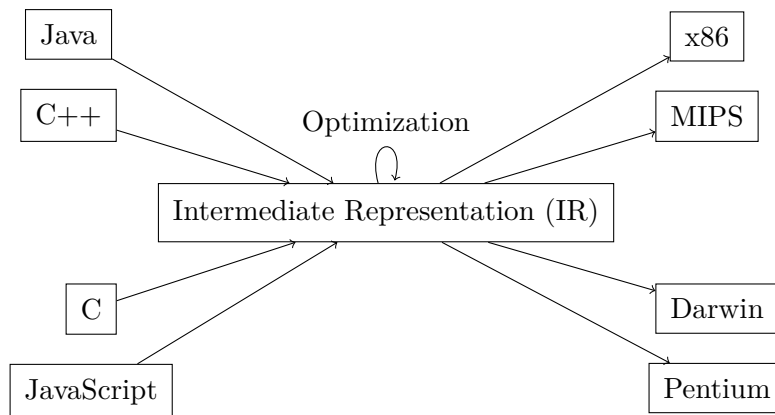 Java
x86
C++
MIPS
Optimization
Intermediate Representation (IR)
C
Darwin
JavaScript
Pentium